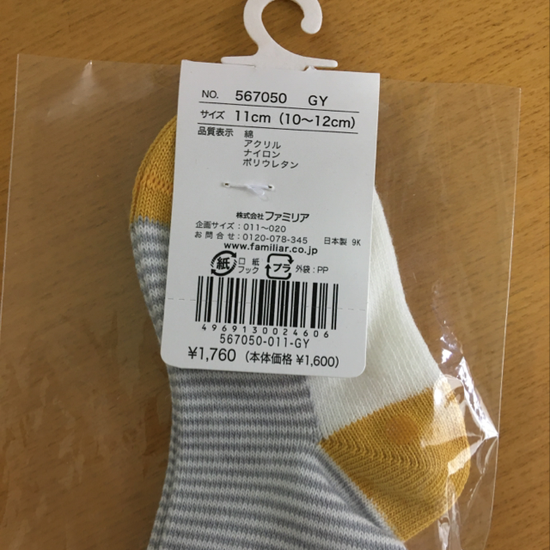 NO. 567050 GY
サイズ 11cm (10〜12cm)
品質表示 綿
アクリル
ナイロン
ポリウレタン
株式会社ファミリア
企画サイズ：011〜020
お問合せ：0120-078-345 日本製 9K
www.familiar.co.jp
紙 口紙 フック プラ 外袋：PP
4969130024606
567050-011-GY
¥1,760 (本体価格 ¥1,600)